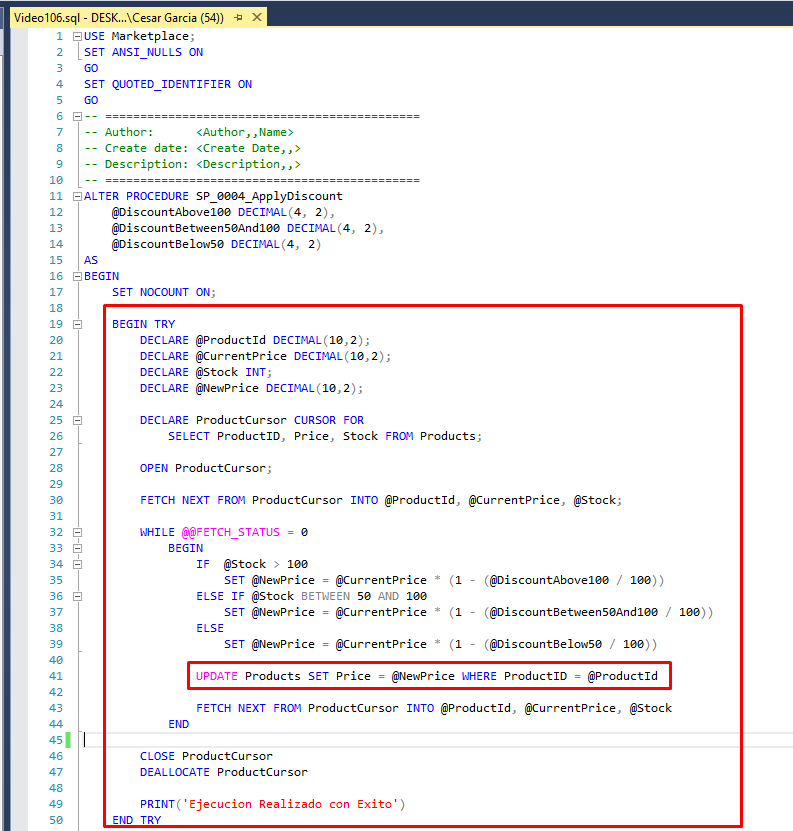 Video106.sql - DESK...\Cesar Garcia (54))
1 USE Marketplace;
2 SET ANSI_NULLS ON
3 GO
4 SET QUOTED_IDENTIFIER ON
5 GO
6 -- =============================================
7 -- Author:      <Author,,Name>
8 -- Create date: <Create Date,,>
9 -- Description: <Description,,>
10 -- =============================================
11 ALTER PROCEDURE SP_0004_ApplyDiscount
12     @DiscountAbove100 DECIMAL(4, 2),
13     @DiscountBetween50And100 DECIMAL(4, 2),
14     @DiscountBelow50 DECIMAL(4, 2)
15 AS
16 BEGIN
17     SET NOCOUNT ON;
18
19     BEGIN TRY
20         DECLARE @ProductId DECIMAL(10,2);
21         DECLARE @CurrentPrice DECIMAL(10,2);
22         DECLARE @Stock INT;
23         DECLARE @NewPrice DECIMAL(10,2);
24
25         DECLARE ProductCursor CURSOR FOR
26             SELECT ProductID, Price, Stock FROM Products;
27
28         OPEN ProductCursor;
29
30         FETCH NEXT FROM ProductCursor INTO @ProductId, @CurrentPrice, @Stock;
31
32         WHILE @@FETCH_STATUS = 0
33             BEGIN
34                 IF  @Stock > 100
35                     SET @NewPrice = @CurrentPrice * (1 - (@DiscountAbove100 / 100))
36                 ELSE IF @Stock BETWEEN 50 AND 100
37                     SET @NewPrice = @CurrentPrice * (1 - (@DiscountBetween50And100 / 100))
38                 ELSE
39                     SET @NewPrice = @CurrentPrice * (1 - (@DiscountBelow50 / 100))
40
41                 UPDATE Products SET Price = @NewPrice WHERE ProductID = @ProductId
42
43                 FETCH NEXT FROM ProductCursor INTO @ProductId, @CurrentPrice, @Stock
44             END
45
46         CLOSE ProductCursor
47         DEALLOCATE ProductCursor
48
49         PRINT('Ejecucion Realizado con Exito')
50     END TRY